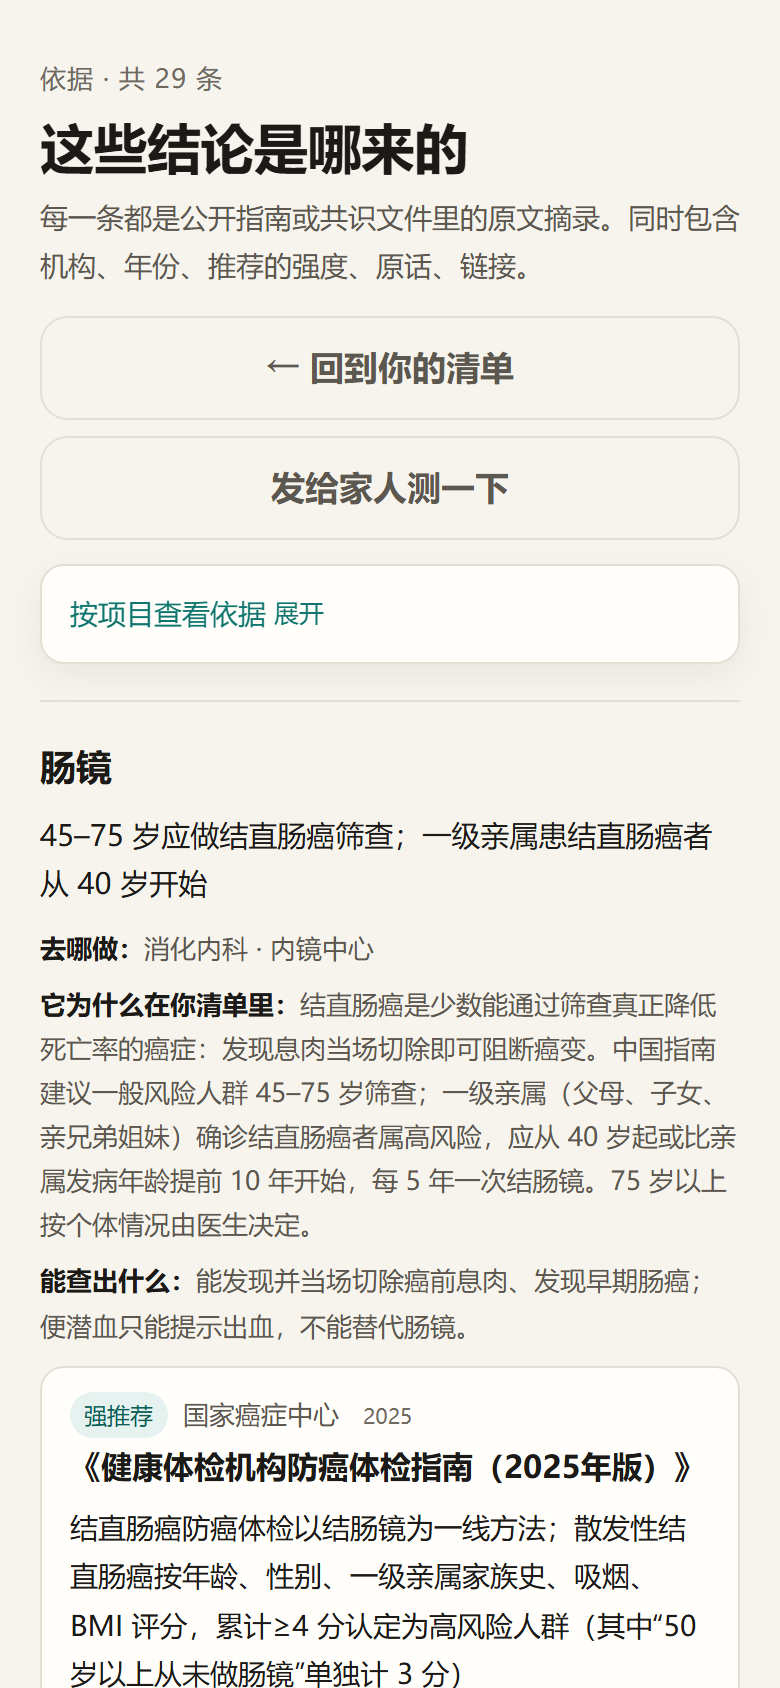 依据 · 共 29 条
这些结论是哪来的
每一条都是公开指南或共识文件里的原文摘录。同时包含
机构、年份、推荐的强度、原话、链接。
← 回到你的清单
发给家人测一下
按项目查看依据 展开
肠镜
45–75 岁应做结直肠癌筛查；一级亲属患结直肠癌者
从 40 岁开始
去哪做：消化内科 · 内镜中心
它为什么在你清单里：结直肠癌是少数能通过筛查真正降低
死亡率的癌症：发现息肉当场切除即可阻断癌变。中国指南
建议一般风险人群 45–75 岁筛查；一级亲属（父母、子女、
亲兄弟姐妹）确诊结直肠癌者属高风险，应从 40 岁起或比亲
属发病年龄提前 10 年开始，每 5 年一次结肠镜。75 岁以上
按个体情况由医生决定。
能查出什么：能发现并当场切除癌前息肉、发现早期肠癌；
便潜血只能提示出血，不能替代肠镜。
强推荐 国家癌症中心 2025
《健康体检机构防癌体检指南（2025年版）》
结直肠癌防癌体检以结肠镜为一线方法；散发性结
直肠癌按年龄、性别、一级亲属家族史、吸烟、
BMI 评分，累计≥4 分认定为高风险人群（其中“50
岁以上从未做肠镜”单独计 3 分）